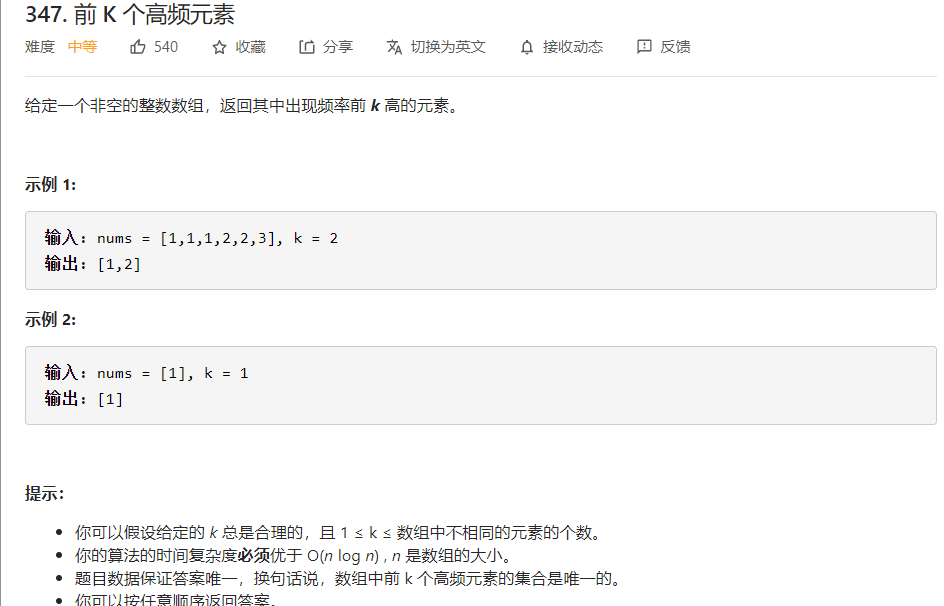 347. 前 K 个高频元素
难度 中等 540 收藏 分享 切换为英文 接收动态 反馈
给定一个非空的整数数组，返回其中出现频率前 k 高的元素。
示例 1:
输入: nums = [1,1,1,2,2,3], k = 2
输出: [1,2]
示例 2:
输入: nums = [1], k = 1
输出: [1]
提示：
你可以假设给定的 k 总是合理的，且 1 ≤ k ≤ 数组中不相同的元素的个数。
你的算法的时间复杂度必须优于 O(n log n) , n 是数组的大小。
题目数据保证答案唯一，换句话说，数组中前 k 个高频元素的集合是唯一的。
你可以按任意顺序返回答案。